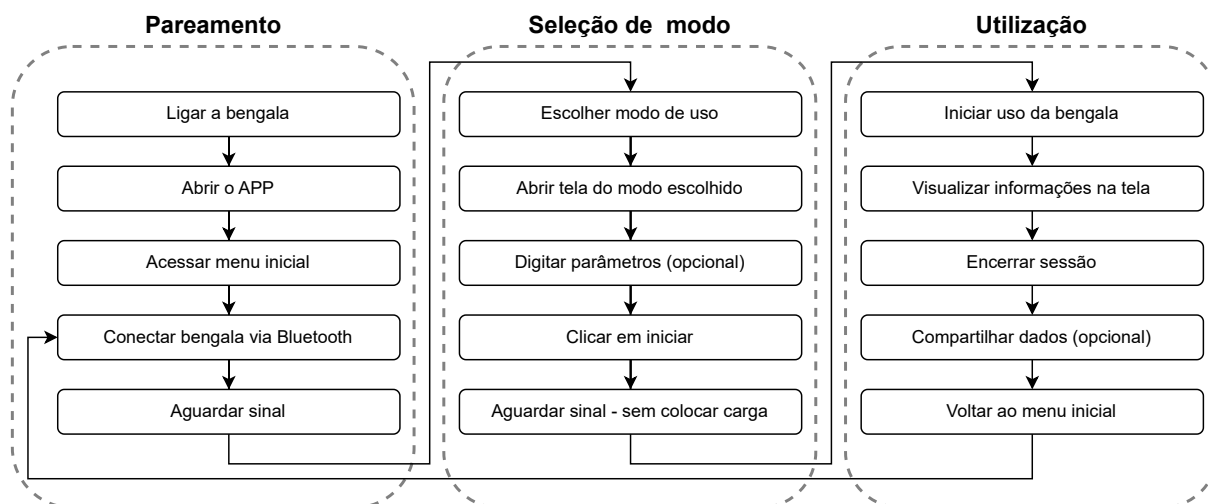 Pareamento
Ligar a bengala
Abrir o APP
Acessar menu inicial
Conectar bengala via Bluetooth
Aguardar sinal
Seleção de modo
Escolher modo de uso
Abrir tela do modo escolhido
Digitar parâmetros (opcional)
Clicar em iniciar
Aguardar sinal - sem colocar carga
Utilização
Iniciar uso da bengala
Visualizar informações na tela
Encerrar sessão
Compartilhar dados (opcional)
Voltar ao menu inicial